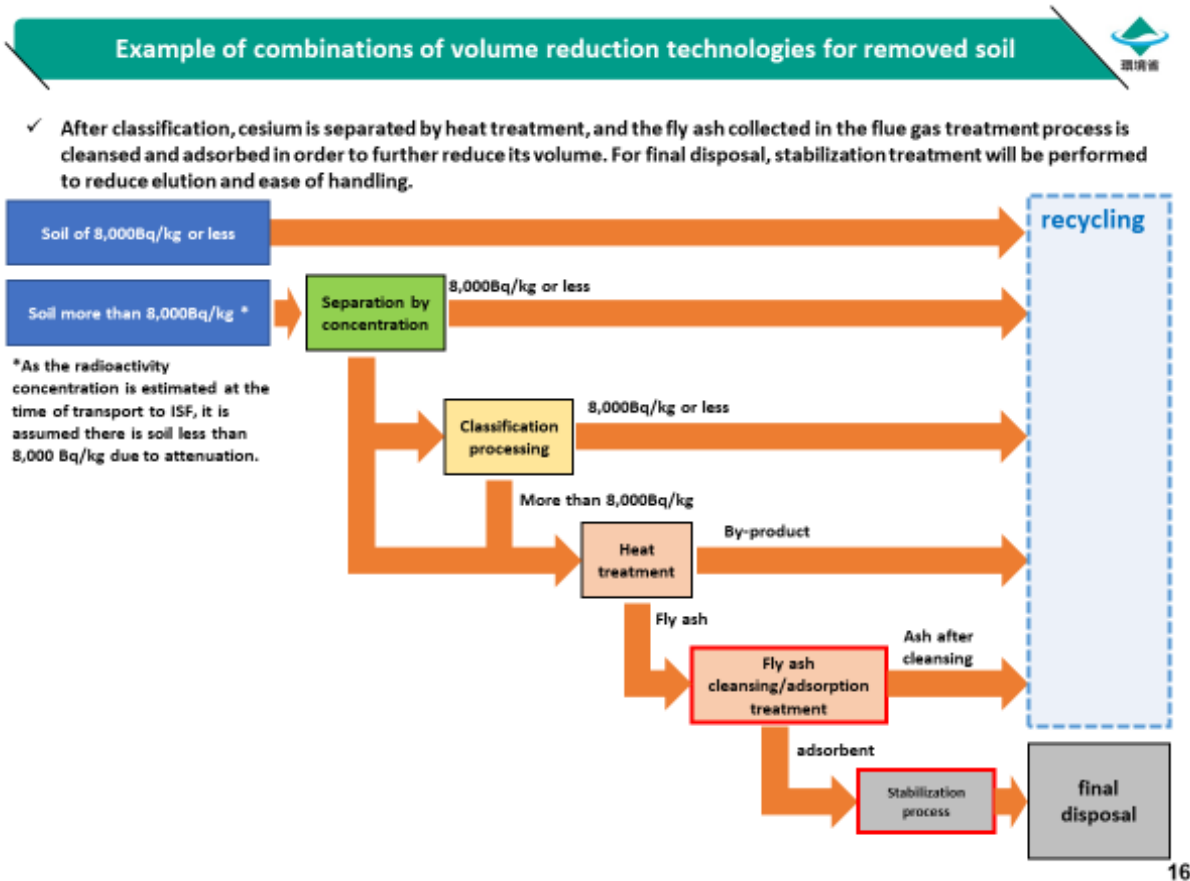 Example of combinations of volume reduction technologies for removed soil
環境省
✓ After classification, cesium is separated by heat treatment, and the fly ash collected in the flue gas treatment process is
cleansed and adsorbed in order to further reduce its volume. For final disposal, stabilization treatment will be performed
to reduce elution and ease of handling.
Soil of 8,000Bq/kg or less
recycling
Soil more than 8,000Bq/kg *
Separation by
concentration
8,000Bq/kg or less
*As the radioactivity
concentration is estimated at the
time of transport to ISF, it is
assumed there is soil less than
8,000 Bq/kg due to attenuation.
Classification
processing
8,000Bq/kg or less
More than 8,000Bq/kg
Heat
treatment
By-product
Fly ash
Fly ash
cleansing/adsorption
treatment
Ash after
cleansing
adsorbent
Stabilization
process
final
disposal
16